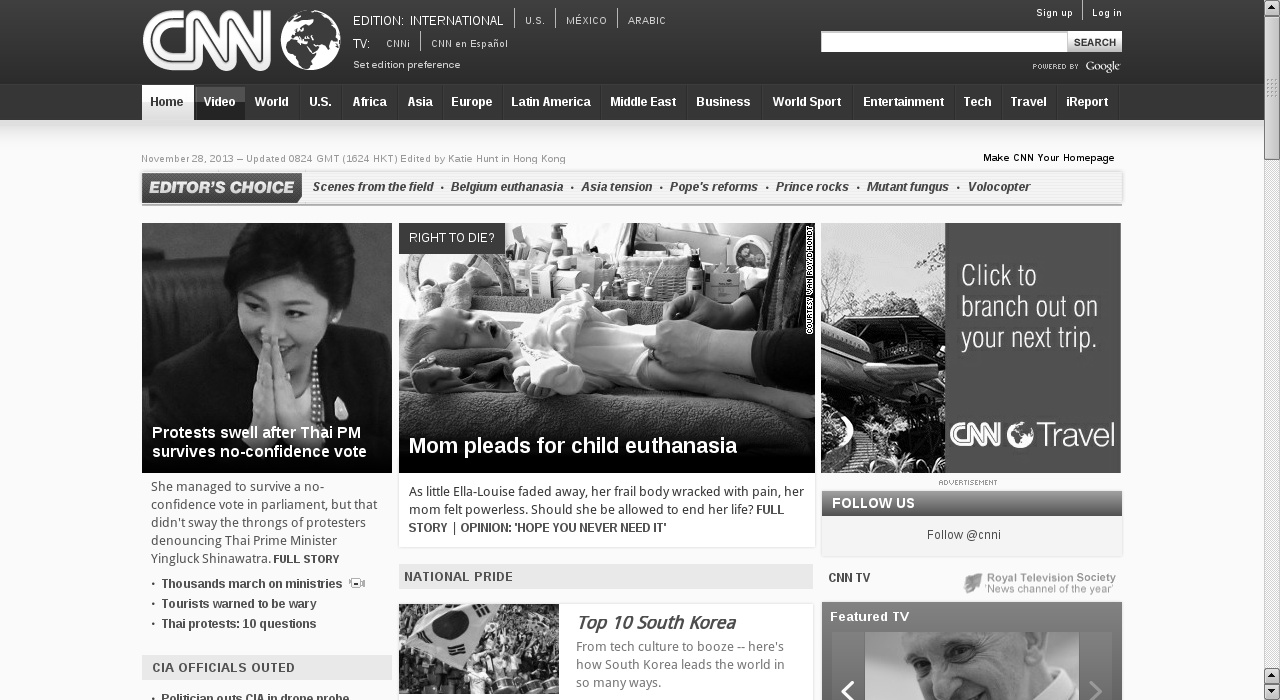 CNN
EDITION: INTERNATIONAL U.S. MÉXICO ARABIC
TV: CNNi CNN en Español
Set edition preference
Sign up Log in
SEARCH
POWERED BY Google
Home Video World U.S. Africa Asia Europe Latin America Middle East Business World Sport Entertainment Tech Travel iReport
November 28, 2013 -- Updated 0824 GMT (1624 HKT) Edited by Katie Hunt in Hong Kong
Make CNN Your Homepage
EDITOR'S CHOICE Scenes from the field • Belgium euthanasia • Asia tension • Pope's reforms • Prince rocks • Mutant fungus • Volocopter
Protests swell after Thai PM
survives no-confidence vote
She managed to survive a no-
confidence vote in parliament, but that
didn't sway the throngs of protesters
denouncing Thai Prime Minister
Yingluck Shinawatra. FULL STORY
• Thousands march on ministries
• Tourists warned to be wary
• Thai protests: 10 questions
CIA OFFICIALS OUTED
• Politician outs CIA in drone probe
RIGHT TO DIE?
Mom pleads for child euthanasia
As little Ella-Louise faded away, her frail body wracked with pain, her
mom felt powerless. Should she be allowed to end her life? FULL
STORY | OPINION: 'HOPE YOU NEVER NEED IT'
NATIONAL PRIDE
Top 10 South Korea
From tech culture to booze -- here's
how South Korea leads the world in
so many ways.
Click to
branch out on
your next trip.
CNN Travel
ADVERTISEMENT
FOLLOW US
Follow @cnni
CNN TV
Royal Television Society
'News channel of the year'
Featured TV